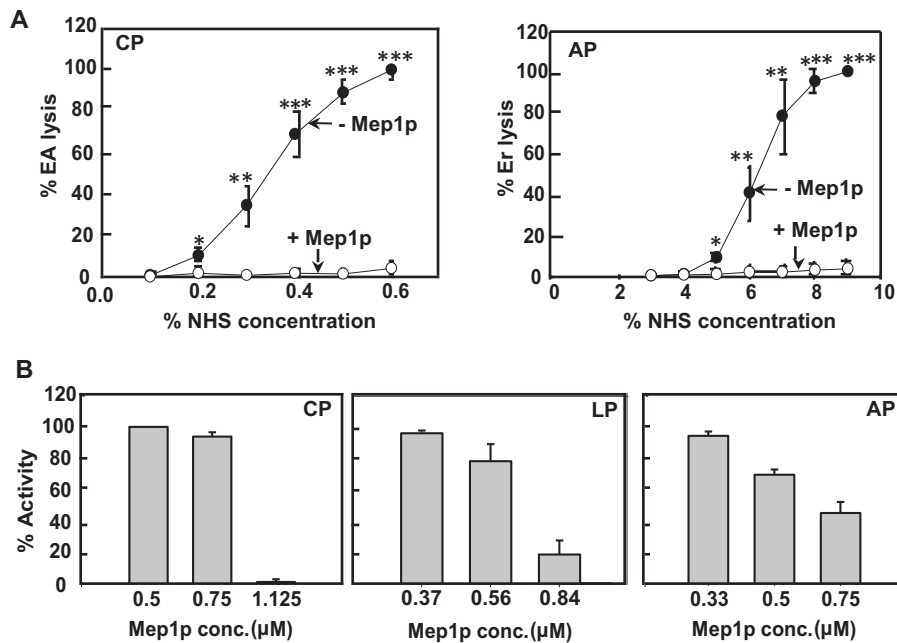 A
CP
120
100
80
60
40
20
0
% EA lysis
*
**
***
***
***
- Mep1p
+ Mep1p
0.0
0.2
0.4
0.6
% NHS concentration
AP
120
100
80
60
40
20
0
% Er lysis
*
**
**
***
***
- Mep1p
+ Mep1p
0
2
4
6
8
10
% NHS concentration
B
120
100
80
60
40
20
0
% Activity
CP
0.5 0.75 1.125
Mep1p conc.(µM)
LP
0.37 0.56 0.84
Mep1p conc.(µM)
AP
0.33 0.5 0.75
Mep1p conc.(µM)